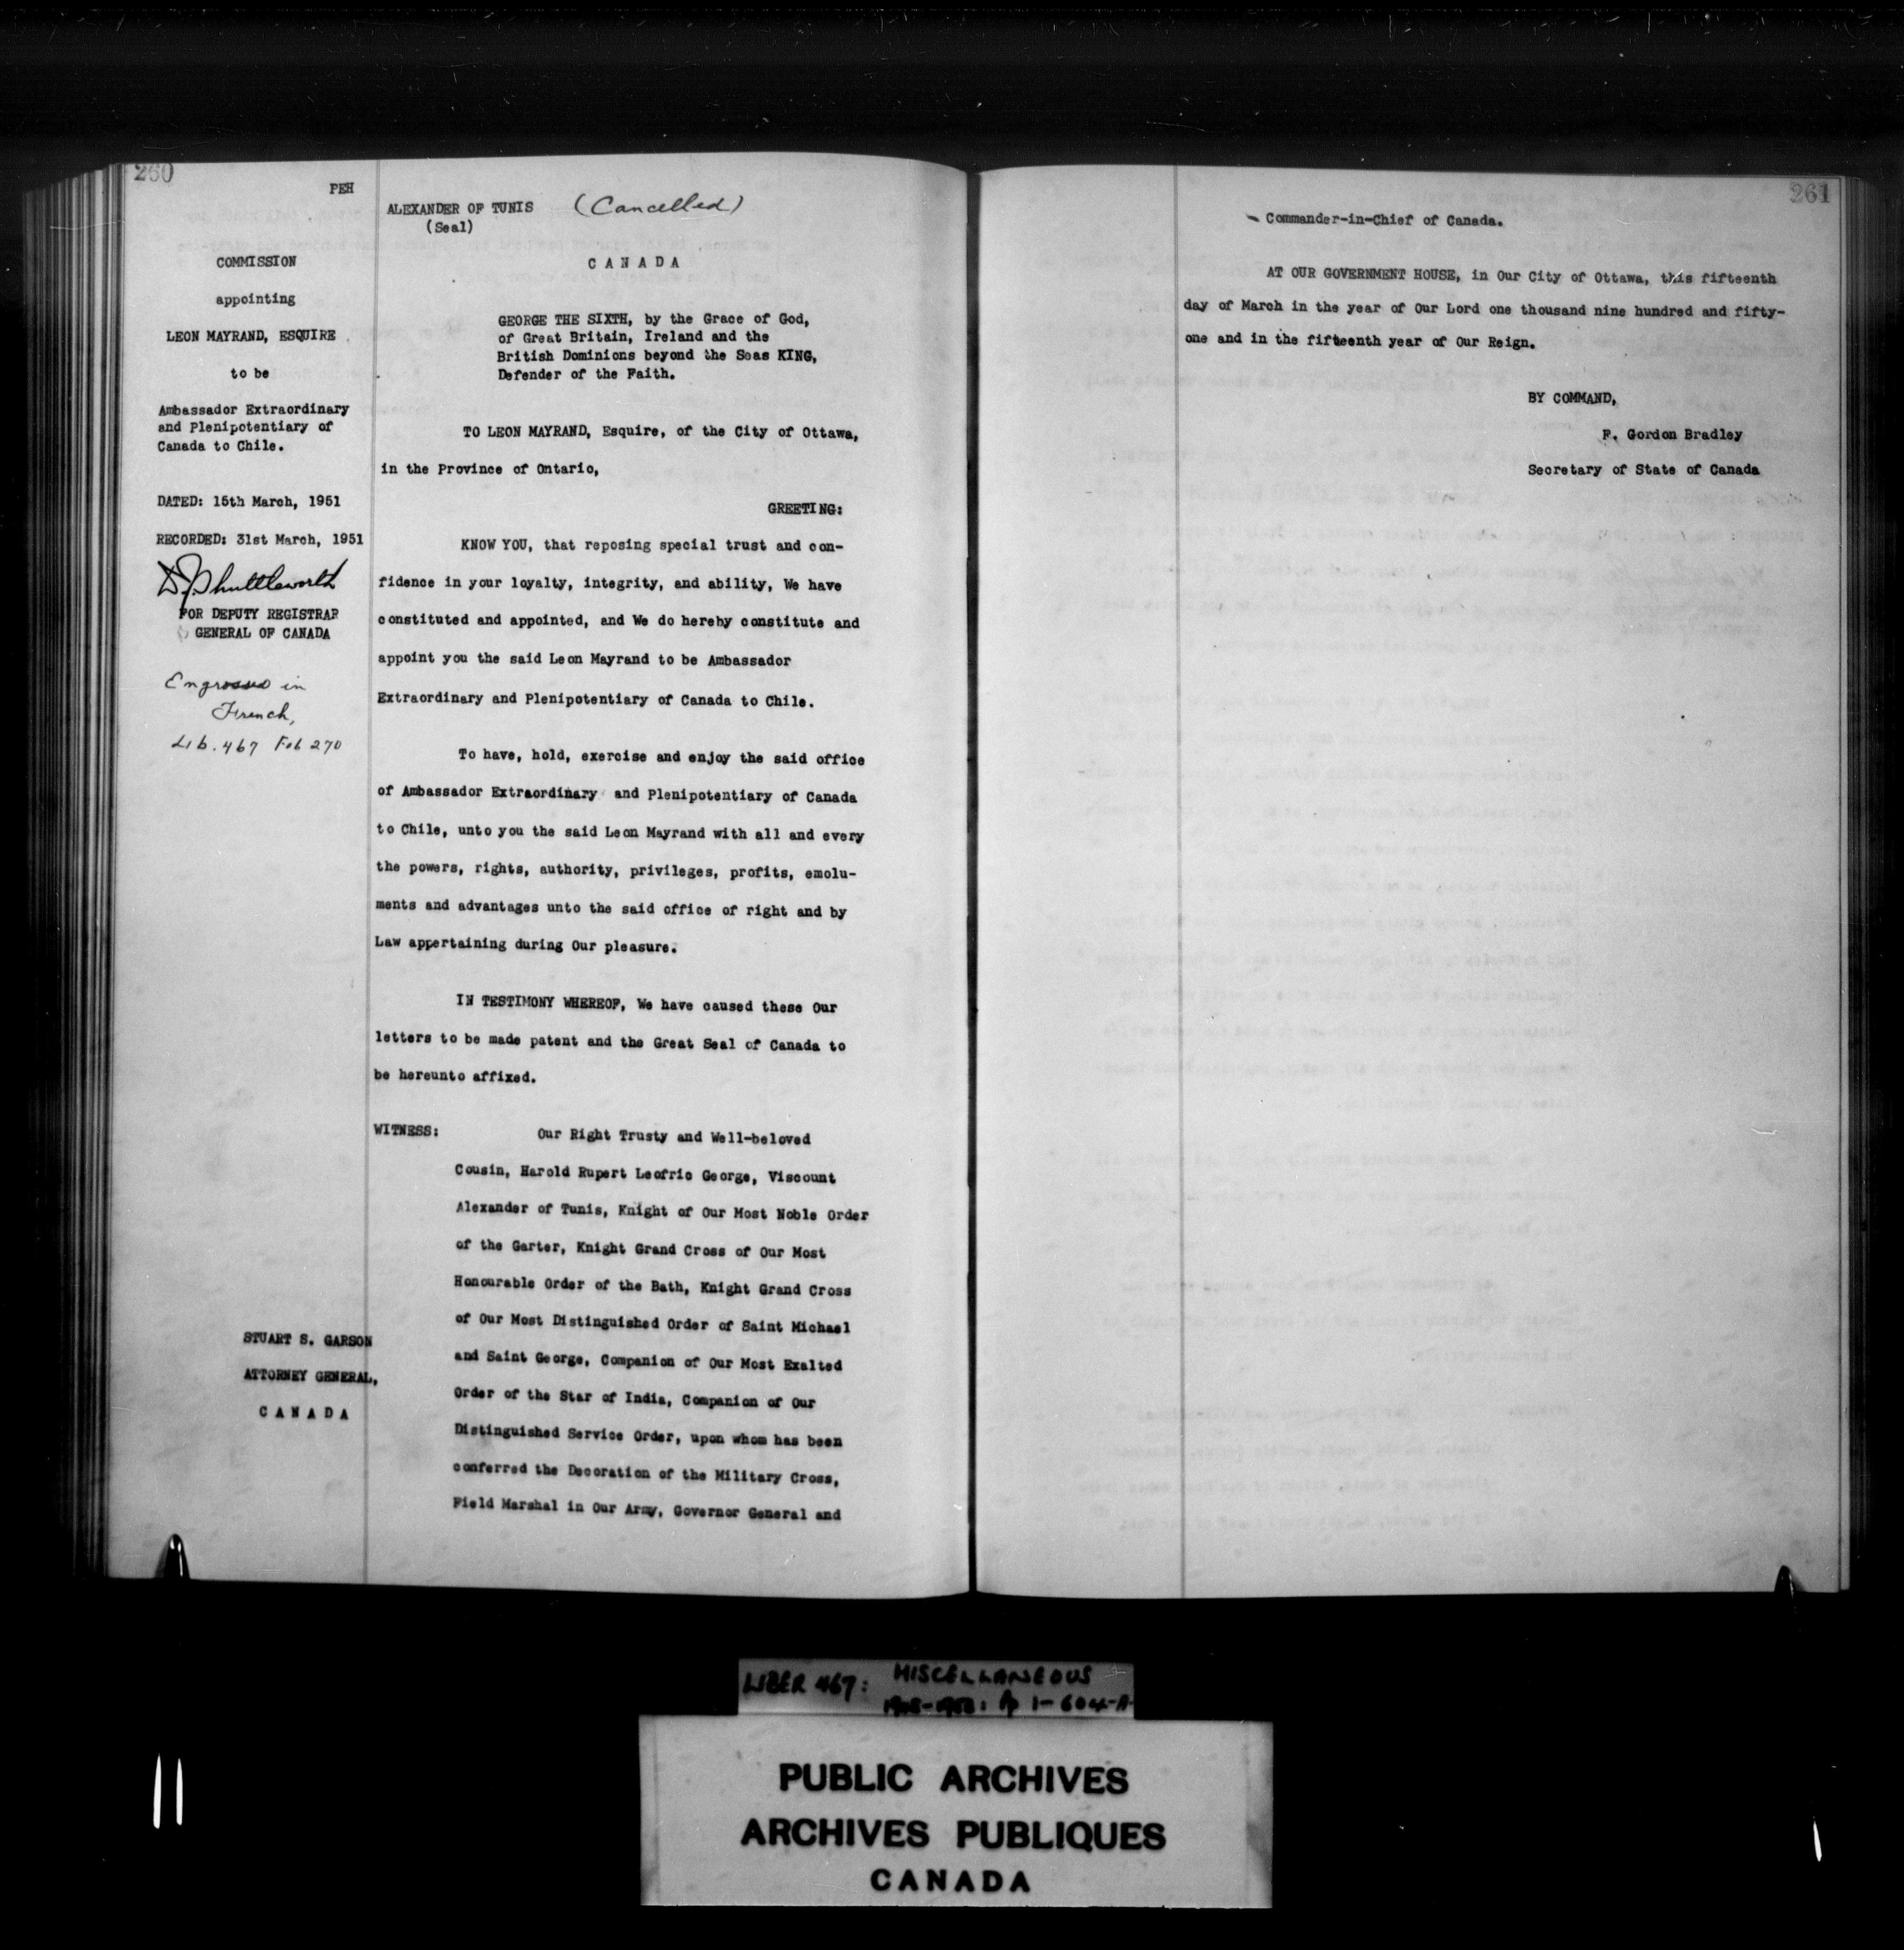 260
PEH
COMMISSION
appointing
LEON MAYRAND, ESQUIRE
to be
Ambassador Extraordinary
and Plenipotentiary of
Canada to Chile.
DATED: 15th March, 1951
RECORDED: 31st March, 1951
D.J. Shuttleworth
FOR DEPUTY REGISTRAR
GENERAL OF CANADA
Engrossed in
French,
Lib. 467 Fol 270
STUART S. GARSON
ATTORNEY GENERAL,
C A N A D A
ALEXANDER OF TUNIS (Cancelled)
(Seal)
C A N A D A
GEORGE THE SIXTH, by the Grace of God,
of Great Britain, Ireland and the
British Dominions beyond the Seas KING,
Defender of the Faith.
TO LEON MAYRAND, Esquire, of the City of Ottawa,
in the Province of Ontario,
GREETING:
KNOW YOU, that reposing special trust and con-
fidence in your loyalty, integrity, and ability, We have
constituted and appointed, and We do hereby constitute and
appoint you the said Leon Mayrand to be Ambassador
Extraordinary and Plenipotentiary of Canada to Chile.
To have, hold, exercise and enjoy the said office
of Ambassador Extraordinary and Plenipotentiary of Canada
to Chile, unto you the said Leon Mayrand with all and every
the powers, rights, authority, privileges, profits, emolu-
ments and advantages unto the said office of right and by
Law appertaining during Our pleasure.
IN TESTIMONY WHEREOF, We have caused these Our
letters to be made patent and the Great Seal of Canada to
be hereunto affixed.
WITNESS: Our Right Trusty and Well-beloved
Cousin, Harold Rupert Leofric George, Viscount
Alexander of Tunis, Knight of Our Most Noble Order
of the Garter, Knight Grand Cross of Our Most
Honourable Order of the Bath, Knight Grand Cross
of Our Most Distinguished Order of Saint Michael
and Saint George, Companion of Our Most Exalted
Order of the Star of India, Companion of Our
Distinguished Service Order, upon whom has been
conferred the Decoration of the Military Cross,
Field Marshal in Our Army, Governor General and
261
Commander-in-Chief of Canada.
AT OUR GOVERNMENT HOUSE, in Our City of Ottawa, this fifteenth
day of March in the year of Our Lord one thousand nine hundred and fifty-
one and in the fifteenth year of Our Reign.
BY COMMAND,
F. Gordon Bradley
Secretary of State of Canada
LIBER 467: MISCELLANEOUS
pp 1-604-A
PUBLIC ARCHIVES
ARCHIVES PUBLIQUES
CANADA